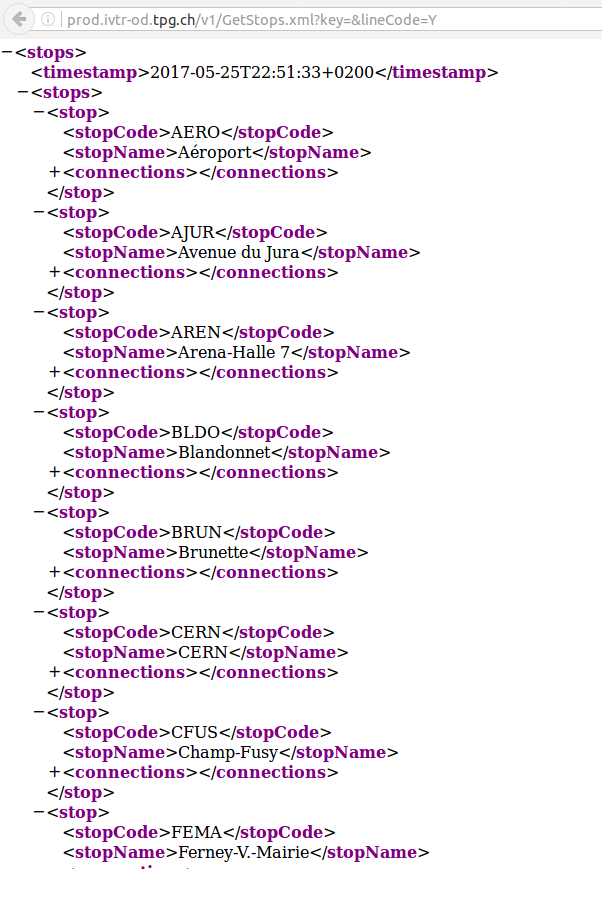 prod.ivtr-od.tpg.ch/v1/GetStops.xml?key=&lineCode=Y
−<stops>
<timestamp>2017-05-25T22:51:33+0200</timestamp>
−<stops>
−<stop>
<stopCode>AERO</stopCode>
<stopName>Aéroport</stopName>
+<connections></connections>
</stop>
−<stop>
<stopCode>AJUR</stopCode>
<stopName>Avenue du Jura</stopName>
+<connections></connections>
</stop>
−<stop>
<stopCode>AREN</stopCode>
<stopName>Arena-Halle 7</stopName>
+<connections></connections>
</stop>
−<stop>
<stopCode>BLDO</stopCode>
<stopName>Blandonnet</stopName>
+<connections></connections>
</stop>
−<stop>
<stopCode>BRUN</stopCode>
<stopName>Brunette</stopName>
+<connections></connections>
</stop>
−<stop>
<stopCode>CERN</stopCode>
<stopName>CERN</stopName>
+<connections></connections>
</stop>
−<stop>
<stopCode>CFUS</stopCode>
<stopName>Champ-Fusy</stopName>
+<connections></connections>
</stop>
−<stop>
<stopCode>FEMA</stopCode>
<stopName>Ferney-V.-Mairie</stopName>